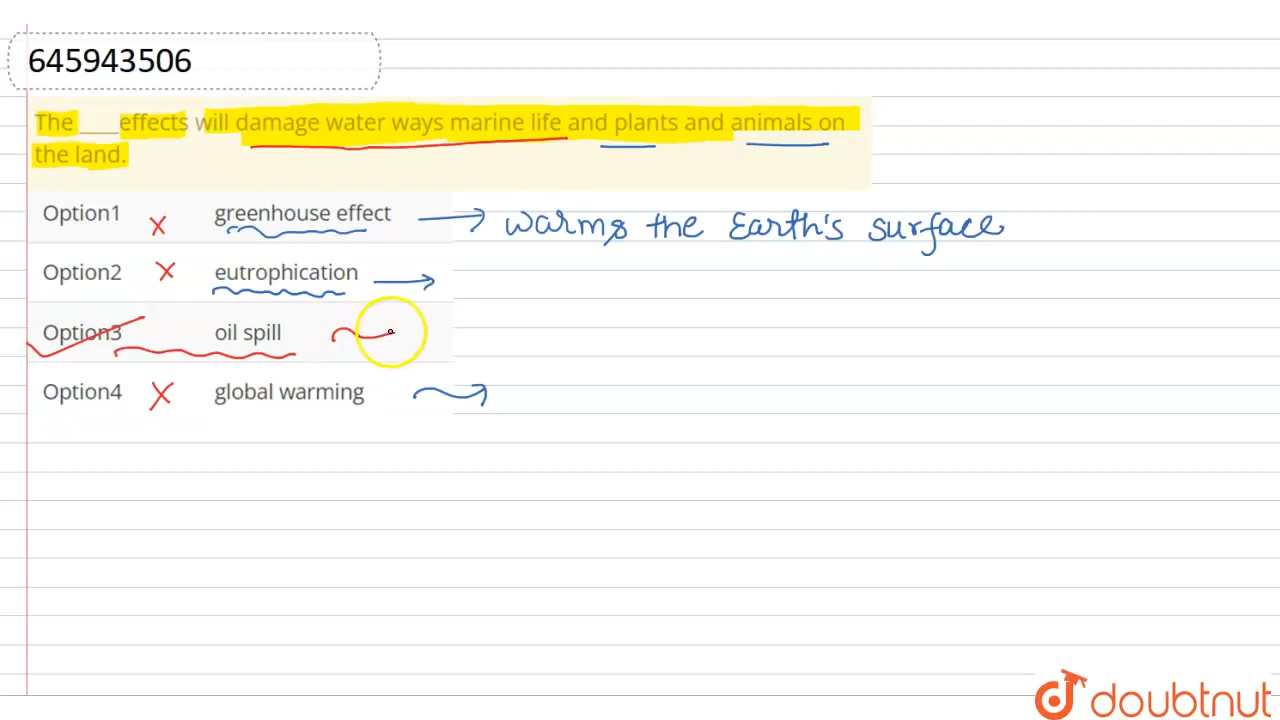 645943506
The ____effects will damage water ways marine life and plants and animals on
the land.
Option1 greenhouse effect warms the Earth's surface
Option2 eutrophication
Option3 oil spill
Option4 global warming
doubtnut